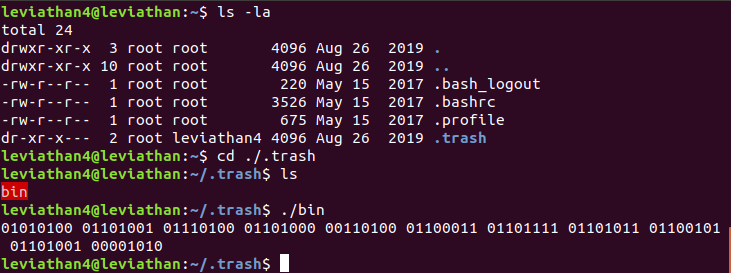 leviathan4@leviathan:~$ ls -la
total 24
drwxr-xr-x  3 root root       4096 Aug 26  2019 .
drwxr-xr-x 10 root root       4096 Aug 26  2019 ..
-rw-r--r--  1 root root        220 May 15  2017 .bash_logout
-rw-r--r--  1 root root       3526 May 15  2017 .bashrc
-rw-r--r--  1 root root        675 May 15  2017 .profile
dr-xr-x---  2 root leviathan4 4096 Aug 26  2019 .trash
leviathan4@leviathan:~$ cd ./.trash
leviathan4@leviathan:~/.trash$ ls
bin
leviathan4@leviathan:~/.trash$ ./bin
01010100 01101001 01110100 01101000 00110100 01100011 01101111 01101011 01100101
 01101001 00001010
leviathan4@leviathan:~/.trash$